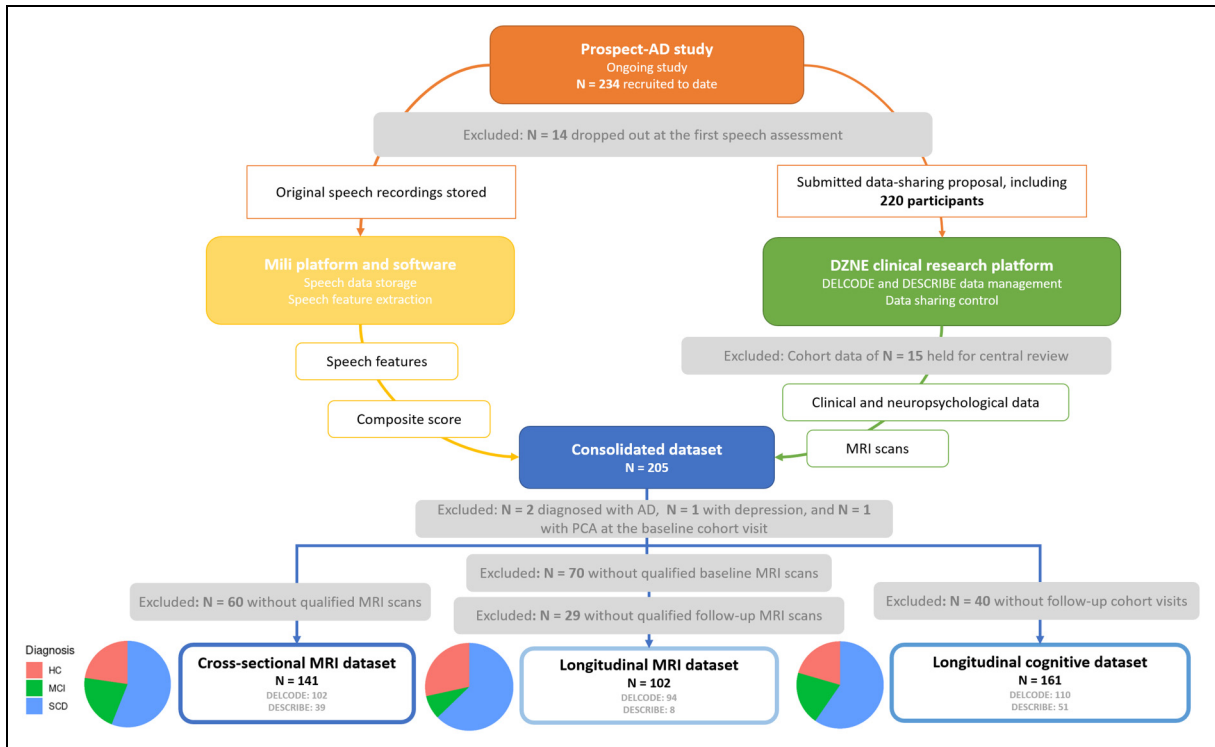 Prospect-AD study
Ongoing study
N = 234 recruited to date
Excluded: N = 14 dropped out at the first speech assessment
Original speech recordings stored
Submitted data-sharing proposal, including
220 participants
Mili platform and software
Speech data storage
Speech feature extraction
DZNE clinical research platform
DELCODE and DESCRIBE data management
Data sharing control
Speech features
Excluded: Cohort data of N = 15 held for central review
Composite score
Clinical and neuropsychological data
MRI scans
Consolidated dataset
N = 205
Excluded: N = 2 diagnosed with AD, N = 1 with depression, and N = 1
with PCA at the baseline cohort visit
Excluded: N = 70 without qualified baseline MRI scans
Excluded: N = 60 without qualified MRI scans
Excluded: N = 29 without qualified follow-up MRI scans
Excluded: N = 40 without follow-up cohort visits
Diagnosis
HC
MCI
SCD
Cross-sectional MRI dataset
N = 141
DELCODE: 102
DESCRIBE: 39
Longitudinal MRI dataset
N = 102
DELCODE: 94
DESCRIBE: 8
Longitudinal cognitive dataset
N = 161
DELCODE: 110
DESCRIBE: 51